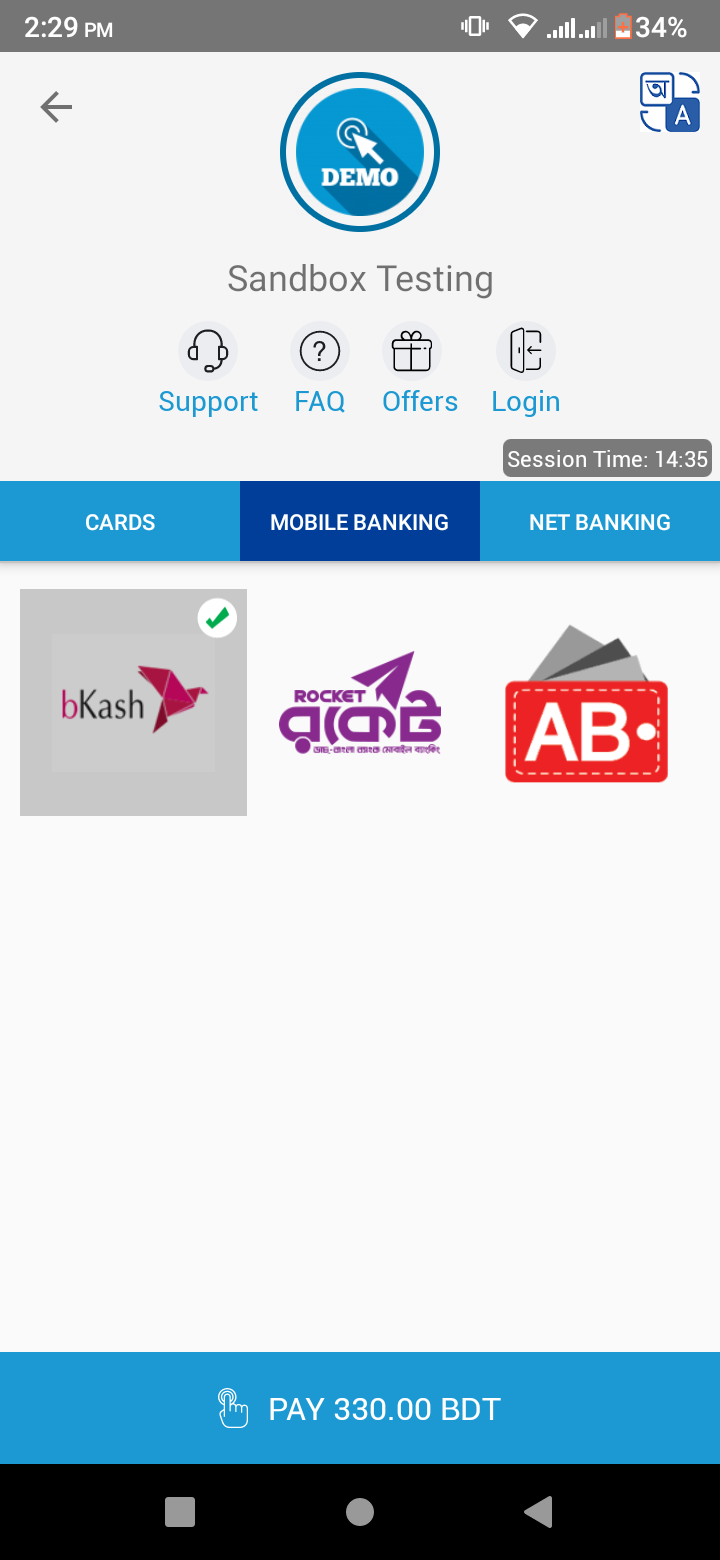 2:29 PM
34%
অ
A
DEMO
Sandbox Testing
?
Support FAQ Offers Login
Session Time: 14:35
CARDS MOBILE BANKING NET BANKING
bKash
ROCKET
রকেট
ডাচ্-বাংলা ব্যাংক মোবাইল ব্যাংকিং
AB
PAY 330.00 BDT